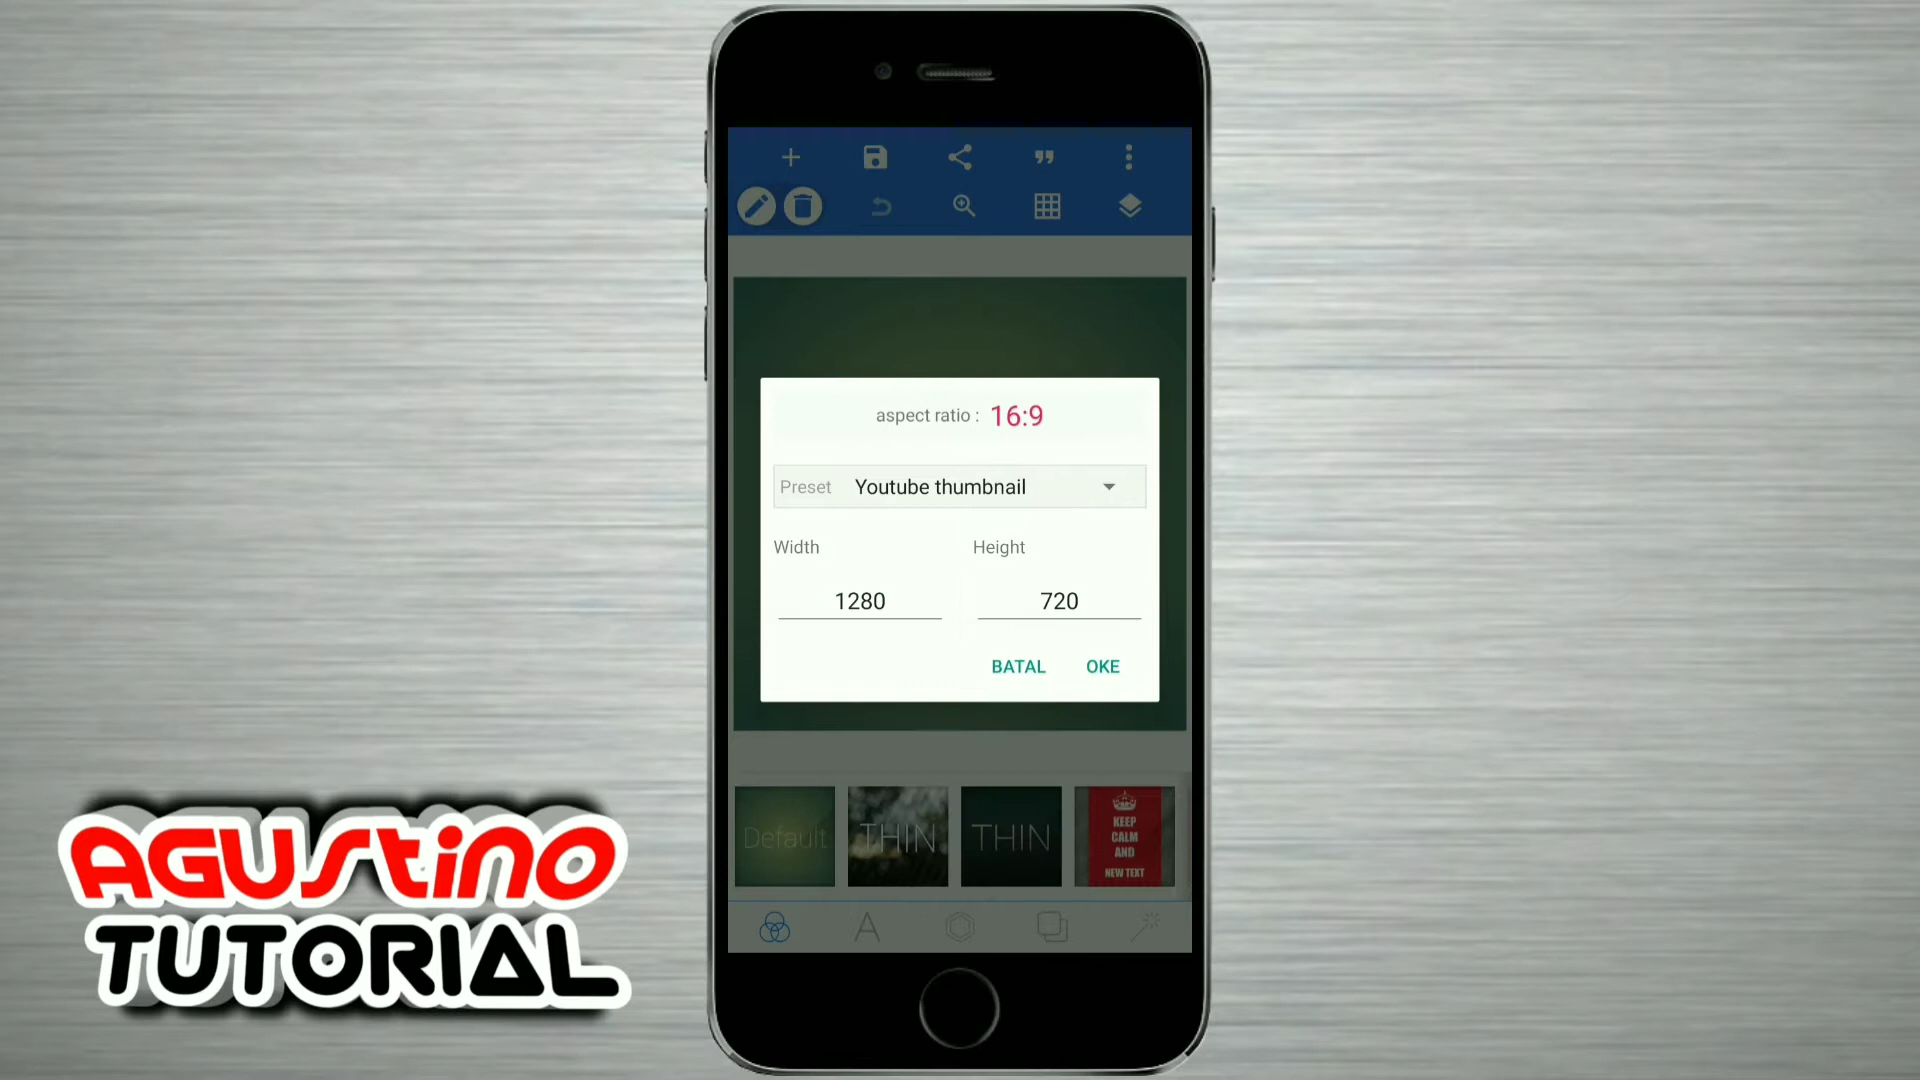 aspect ratio : 16:9
Preset Youtube thumbnail
Width Height
1280 720
BATAL OKE
Default THIN THIN KEEP
CALM
AND
NEW TEXT
A
AGUSTINO
TUTORIAL